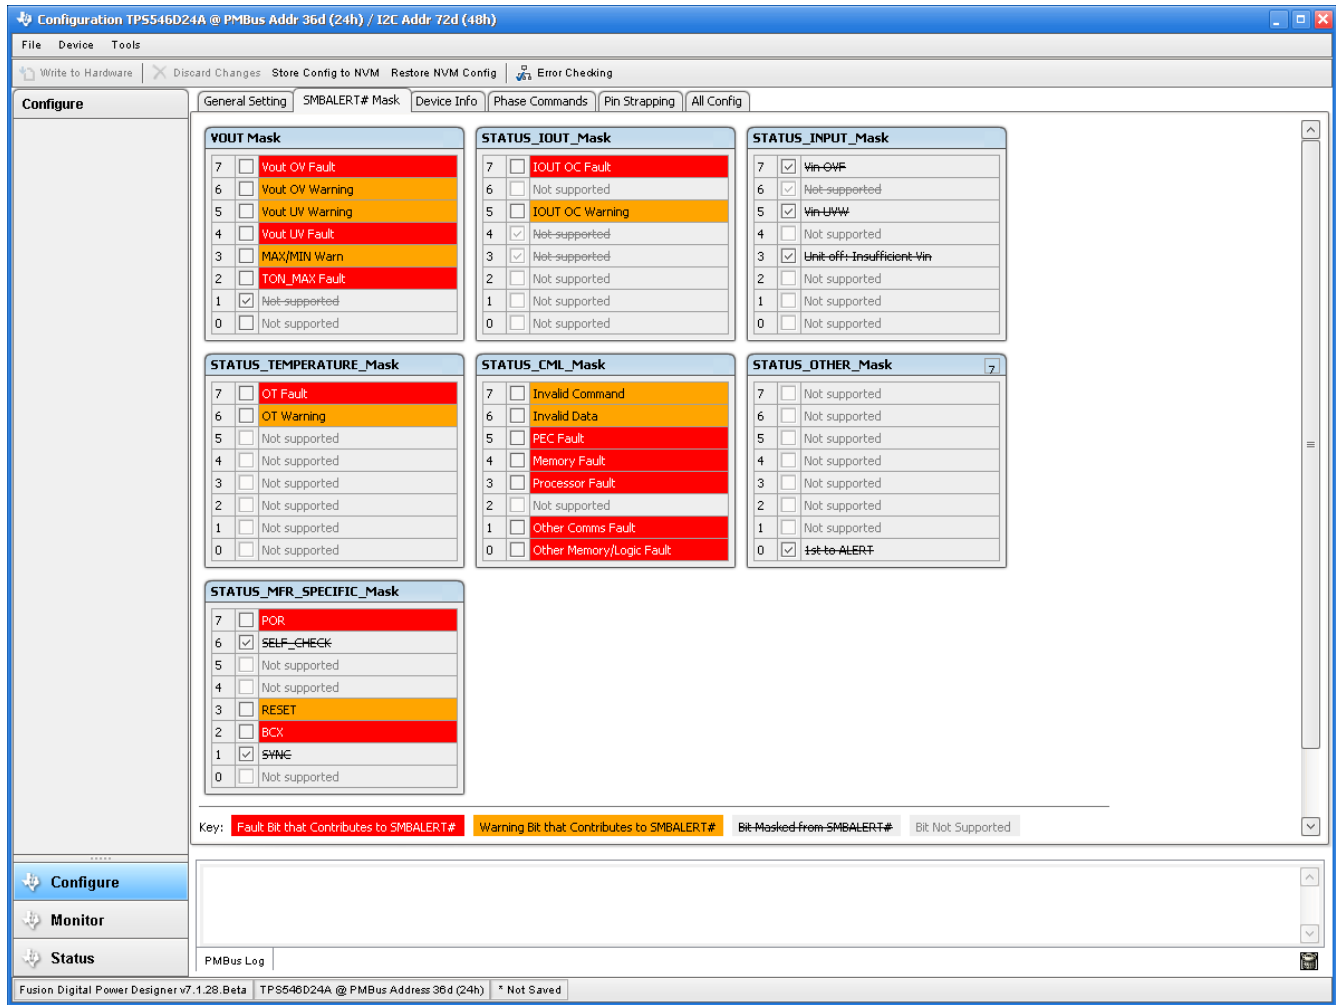 Configuration TPS546D24A @ PMBus Addr 36d (24h) / I2C Addr 72d (48h)
File Device Tools
Write to Hardware Discard Changes Store Config to NVM Restore NVM Config Error Checking
Configure
General Setting SMBALERT# Mask Device Info Phase Commands Pin Strapping All Config
VOUT Mask
7 Vout OV Fault
6 Vout OV Warning
5 Vout UV Warning
4 Vout UV Fault
3 MAX/MIN Warn
2 TON_MAX Fault
1 Not supported
0 Not supported
STATUS_IOUT_Mask
7 IOUT OC Fault
6 Not supported
5 IOUT OC Warning
4 Not supported
3 Not supported
2 Not supported
1 Not supported
0 Not supported
STATUS_INPUT_Mask
7 Vin OVF
6 Not supported
5 Vin UVW
4 Not supported
3 Unit off: Insufficient Vin
2 Not supported
1 Not supported
0 Not supported
STATUS_TEMPERATURE_Mask
7 OT Fault
6 OT Warning
5 Not supported
4 Not supported
3 Not supported
2 Not supported
1 Not supported
0 Not supported
STATUS_CML_Mask
7 Invalid Command
6 Invalid Data
5 PEC Fault
4 Memory Fault
3 Processor Fault
2 Not supported
1 Other Comms Fault
0 Other Memory/Logic Fault
STATUS_OTHER_Mask 7
7 Not supported
6 Not supported
5 Not supported
4 Not supported
3 Not supported
2 Not supported
1 Not supported
0 1st to ALERT
STATUS_MFR_SPECIFIC_Mask
7 POR
6 SELF_CHECK
5 Not supported
4 Not supported
3 RESET
2 BCX
1 SYNC
0 Not supported
Key: Fault Bit that Contributes to SMBALERT# Warning Bit that Contributes to SMBALERT# Bit Masked from SMBALERT# Bit Not Supported
Configure
Monitor
Status
PMBus Log
Fusion Digital Power Designer v7.1.28.Beta TPS546D24A @ PMBus Address 36d (24h) * Not Saved